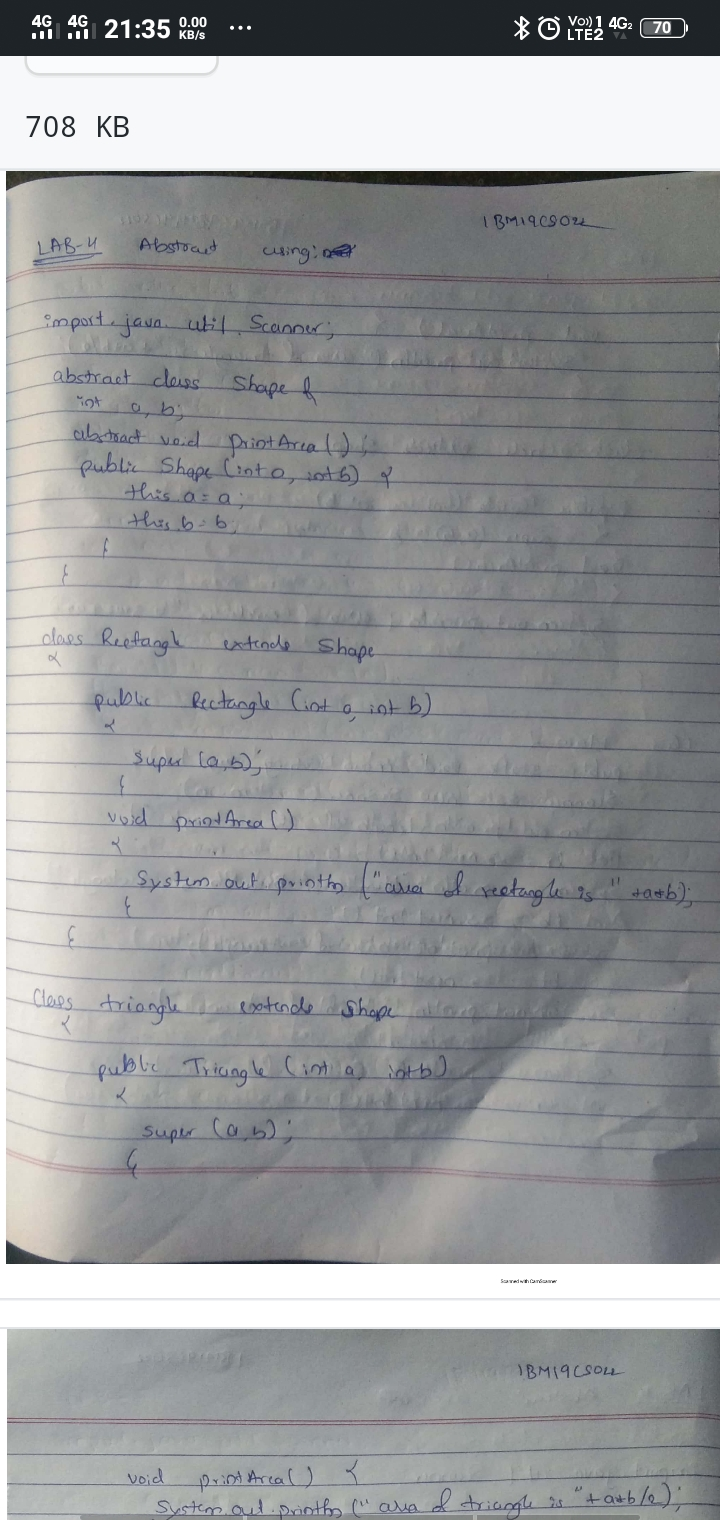 4G 4G 21:35 0.00 KB/s ... Vo)) 1 4G2 LTE2 70
708 KB
1BM19CS022
LAB-4 Abstract using:
import.java.util.Scanner;
abstract class Shape {
int a, b;
abstract void printArea();
public Shape (int a, int b) {
this a = a;
this b = b;
}
}
class Rectangle extends Shape
{
public Rectangle (int a, int b)
{
super (a,b);
}
void printArea()
{
System.out.println ("area of rectangle is " +a*b);
}
}
Class triangle extends Shape
{
public Triangle (int a, int b)
{
super (a,b);
}
Scanned with CamScanner
1BM19CS022
void printArea() {
System.out.println (" area of triangle is "+a*b/2);